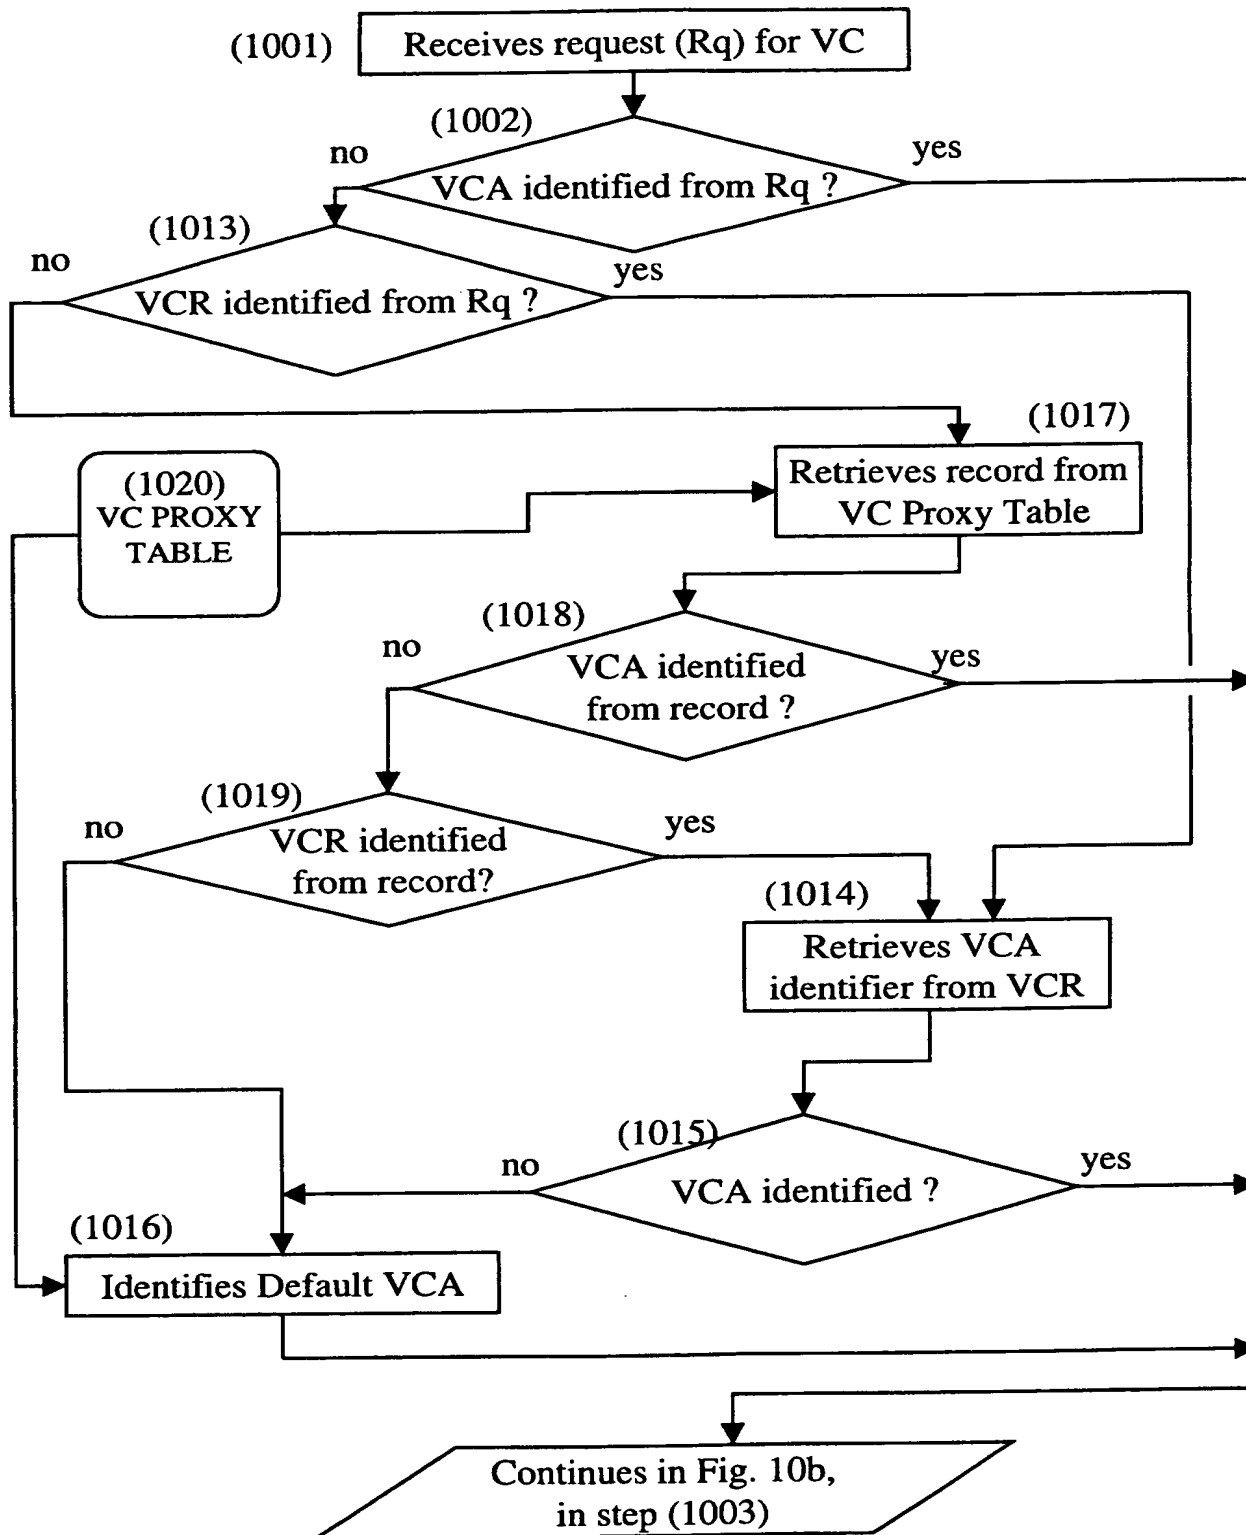 (1001)
Receives request (Rq) for VC
(1002)
no
yes
VCA identified from Rq ?
(1013)
no
yes
VCR identified from Rq ?
(1017)
Retrieves record from
VC Proxy Table
(1020)
VC PROXY
TABLE
(1018)
no
yes
VCA identified
from record ?
(1019)
no
yes
VCR identified
from record?
(1014)
Retrieves VCA
identifier from VCR
(1015)
no
yes
VCA identified ?
(1016)
Identifies Default VCA
Continues in Fig. 10b,
in step (1003)